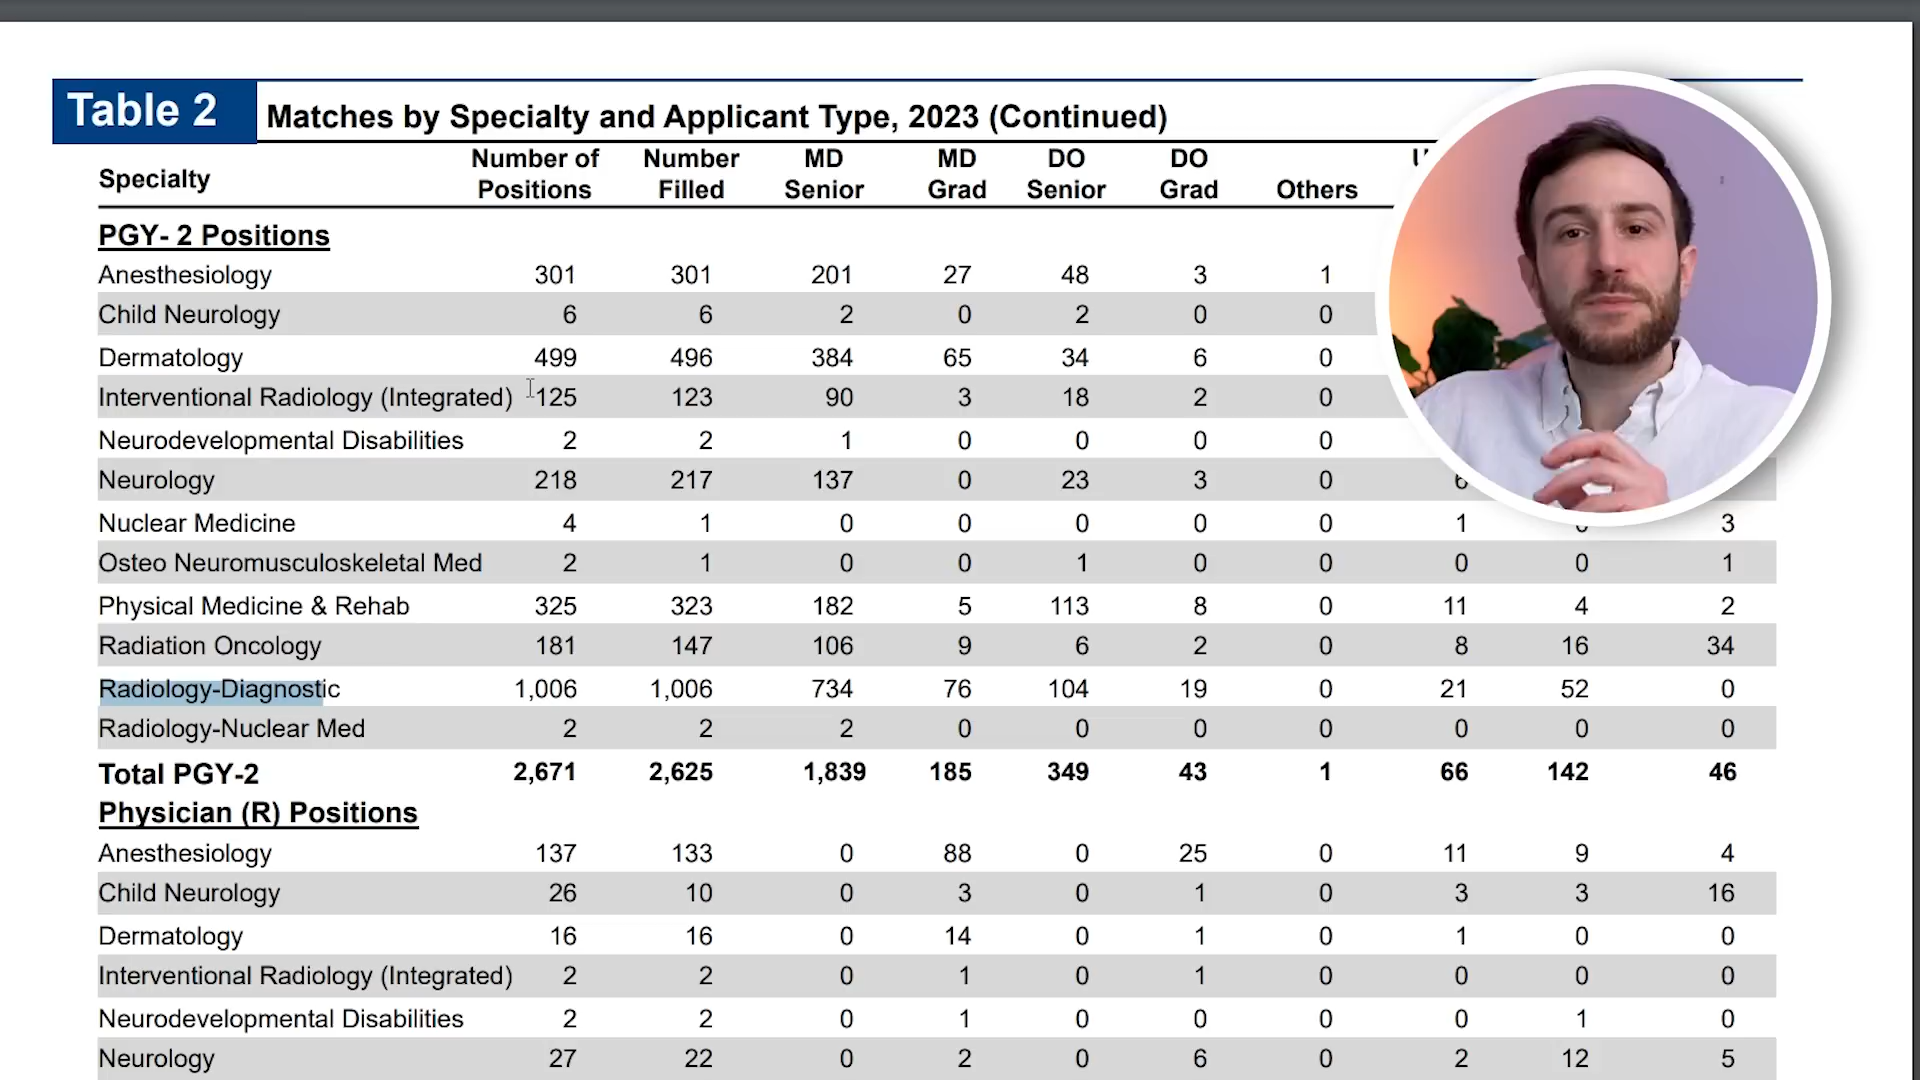 Table 2 Matches by Specialty and Applicant Type, 2023 (Continued)
Specialty Number of Positions Number Filled MD Senior MD Grad DO Senior DO Grad Others
PGY- 2 Positions
Anesthesiology 301 301 201 27 48 3 1
Child Neurology 6 6 2 0 2 0 0
Dermatology 499 496 384 65 34 6 0
Interventional Radiology (Integrated) 125 123 90 3 18 2 0
Neurodevelopmental Disabilities 2 2 1 0 0 0 0
Neurology 218 217 137 0 23 3 0
Nuclear Medicine 4 1 0 0 0 0 0 1 3
Osteo Neuromusculoskeletal Med 2 1 0 0 1 0 0 0 0 1
Physical Medicine & Rehab 325 323 182 5 113 8 0 11 4 2
Radiation Oncology 181 147 106 9 6 2 0 8 16 34
Radiology-Diagnostic 1,006 1,006 734 76 104 19 0 21 52 0
Radiology-Nuclear Med 2 2 2 0 0 0 0 0 0 0
Total PGY-2 2,671 2,625 1,839 185 349 43 1 66 142 46
Physician (R) Positions
Anesthesiology 137 133 0 88 0 25 0 11 9 4
Child Neurology 26 10 0 3 0 1 0 3 3 16
Dermatology 16 16 0 14 0 1 0 1 0 0
Interventional Radiology (Integrated) 2 2 0 1 0 1 0 0 0 0
Neurodevelopmental Disabilities 2 2 0 1 0 0 0 0 1 0
Neurology 27 22 0 2 0 6 0 2 12 5